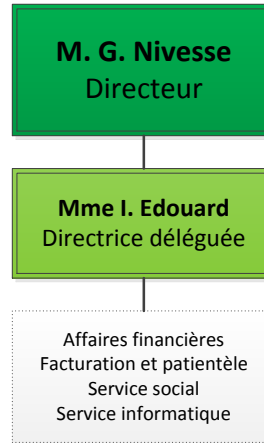 M. G. Nivesse
Directeur
Mme I. Edouard
Directrice déléguée
Affaires financières
Facturation et patientèle
Service social
Service informatique